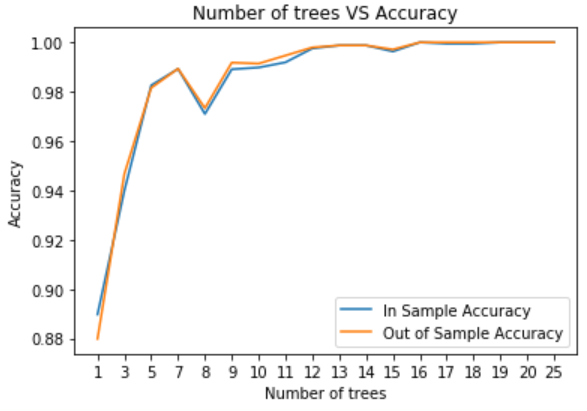 Number of trees VS Accuracy
1.00
0.98
0.96
0.94
0.92
0.90
0.88
Accuracy
In Sample Accuracy
Out of Sample Accuracy
1 3 5 7 8 9 10 11 12 13 14 15 16 17 18 19 20 25
Number of trees